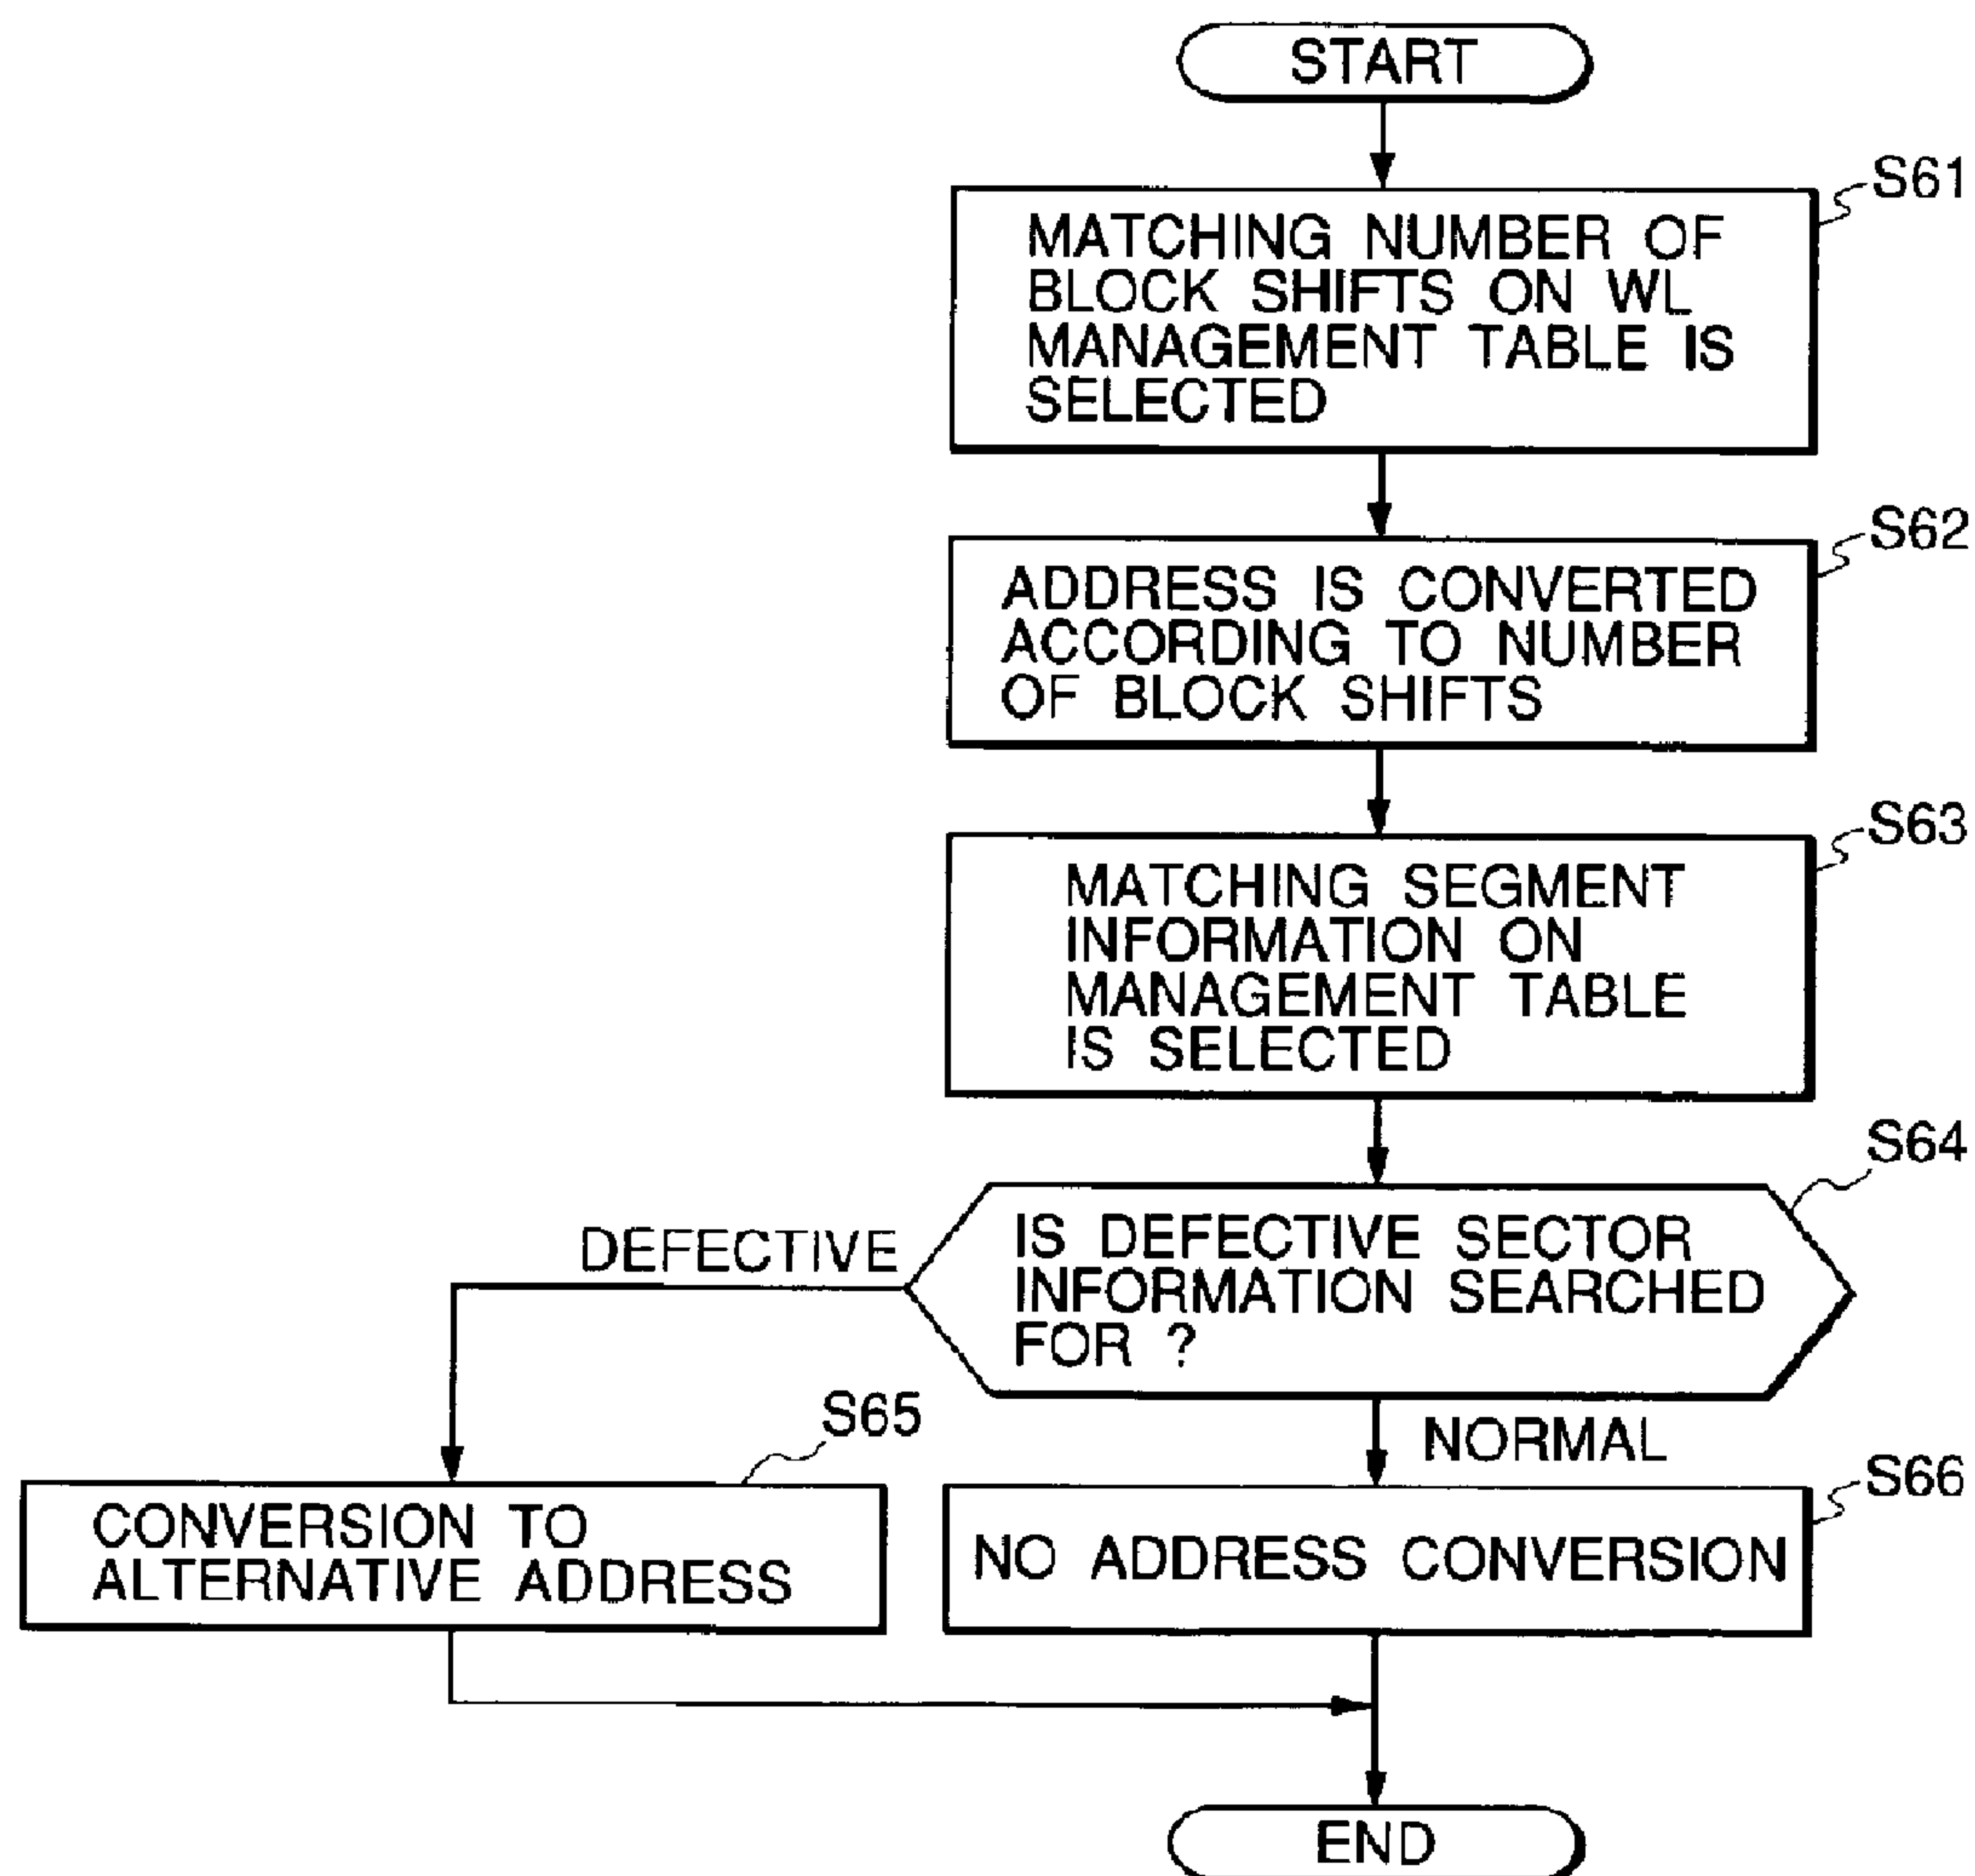 START
S61
MATCHING NUMBER OF
BLOCK SHIFTS ON WL
MANAGEMENT TABLE IS
SELECTED
S62
ADDRESS IS CONVERTED
ACCORDING TO NUMBER
OF BLOCK SHIFTS
S63
MATCHING SEGMENT
INFORMATION ON
MANAGEMENT TABLE
IS SELECTED
S64
IS DEFECTIVE SECTOR
INFORMATION SEARCHED
FOR ?
DEFECTIVE
NORMAL
S65
CONVERSION TO
ALTERNATIVE ADDRESS
S66
NO ADDRESS CONVERSION
END